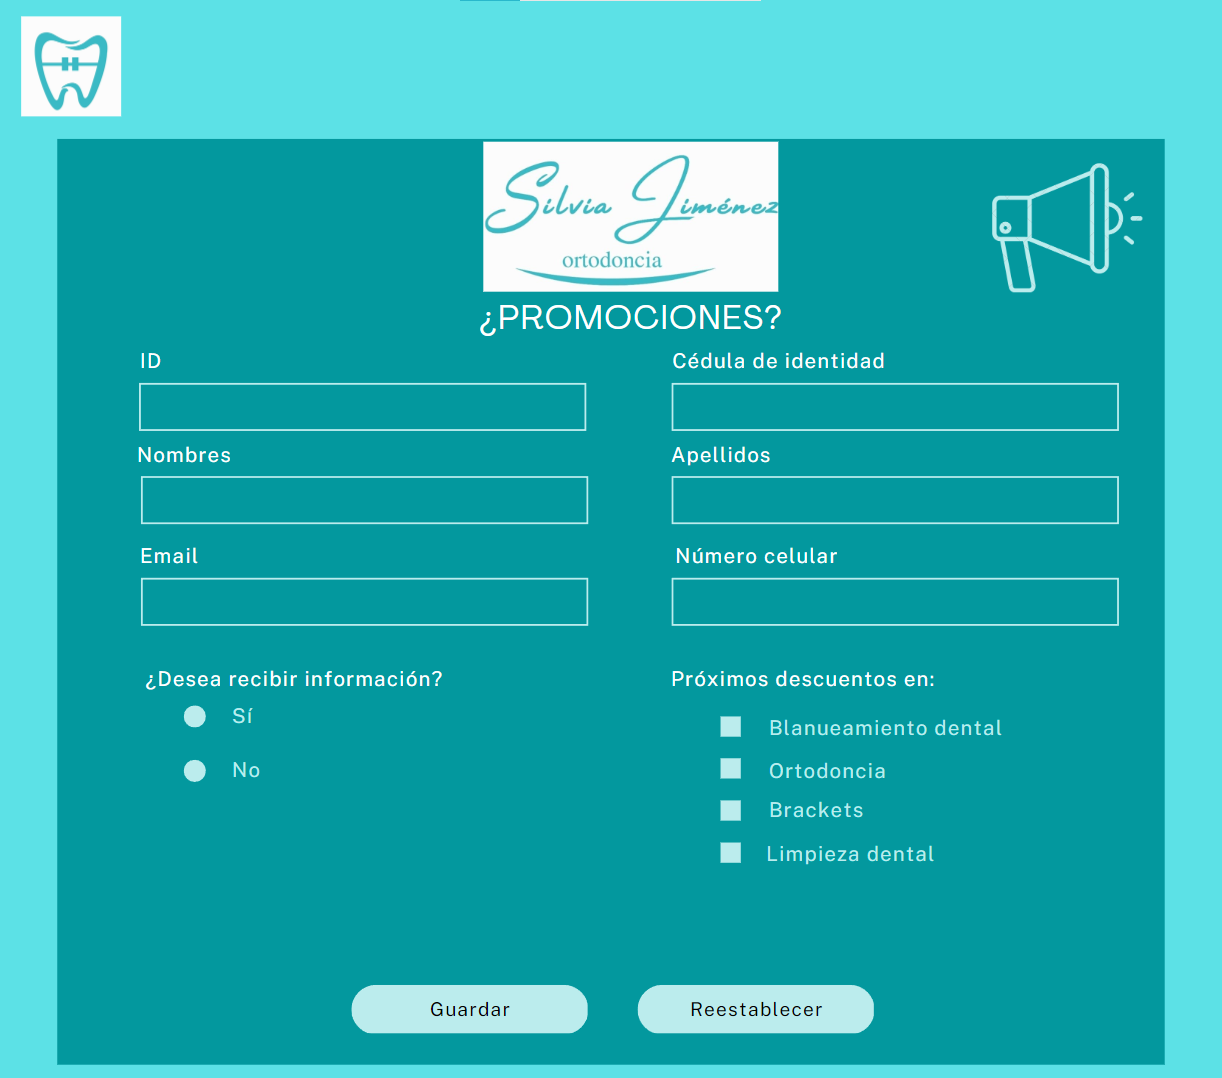 Silvia Jiménez
ortodoncia
¿PROMOCIONES?
ID
Cédula de identidad
Nombres
Apellidos
Email
Número celular
¿Desea recibir información?
Próximos descuentos en:
Sí
Blanueamiento dental
No
Ortodoncia
Brackets
Limpieza dental
Guardar
Reestablecer